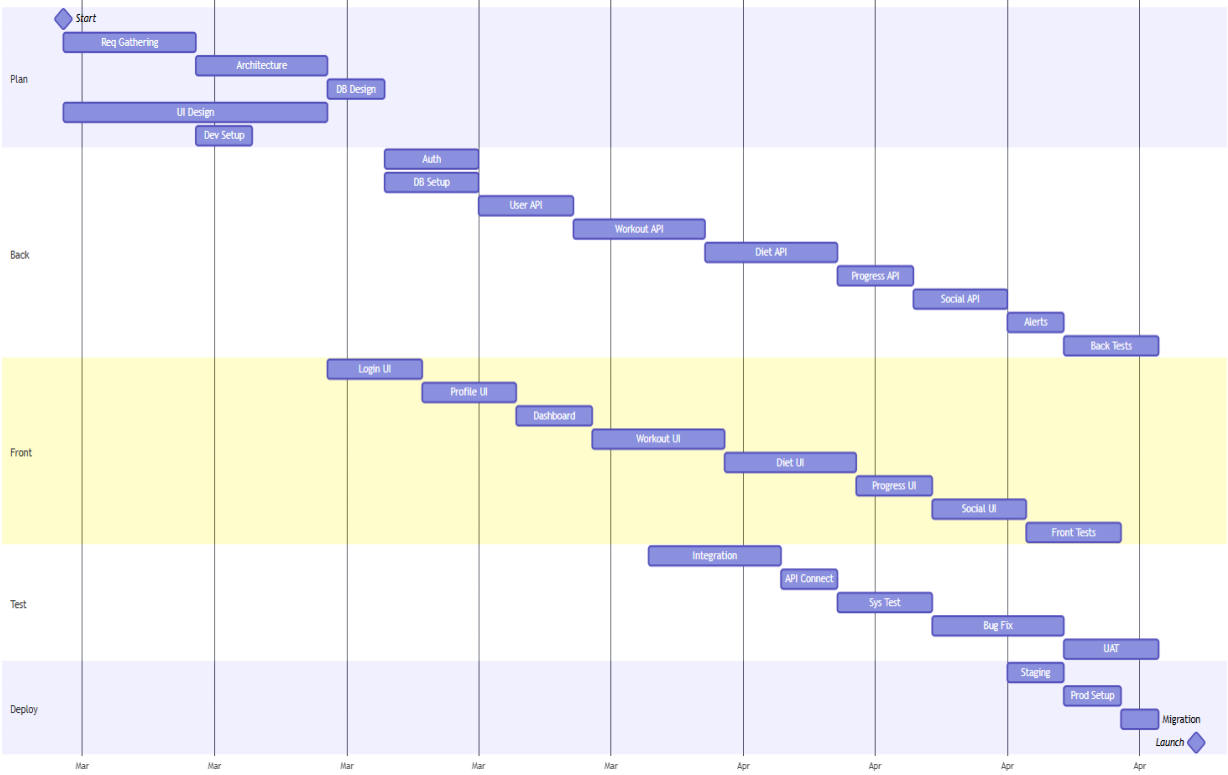 Start
Req Gathering
Architecture
Plan
DB Design
UI Design
Dev Setup
Auth
DB Setup
User API
Workout API
Back
Diet API
Progress API
Social API
Alerts
Back Tests
Login UI
Profile UI
Dashboard
Workout UI
Front
Diet UI
Progress UI
Social UI
Front Tests
Integration
API Connect
Test
Sys Test
Bug Fix
UAT
Staging
Prod Setup
Deploy
Migration
Launch
Mar Mar Mar Mar Mar Apr Apr Apr Apr